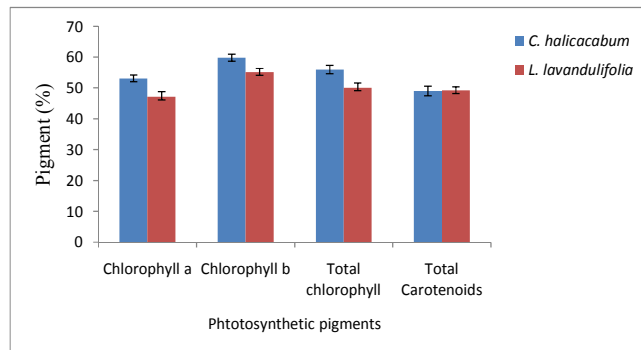 70
60
50
40
30
20
10
0
Pigment (%)
Chlorophyll a
Chlorophyll b
Total
chlorophyll
Total
Carotenoids
Phtotosynthetic pigments
C. halicacabum
L. lavandulifolia